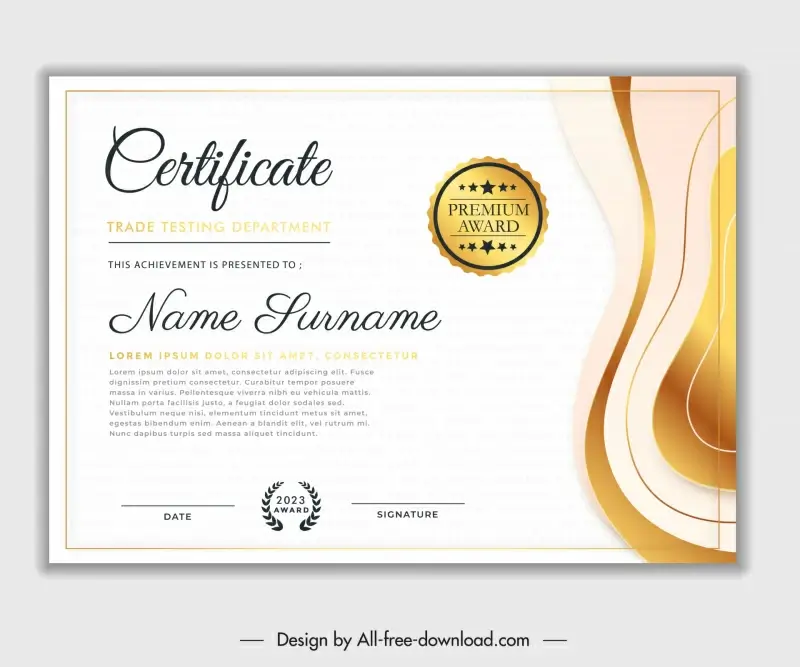 Certificate
TRADE TESTING DEPARTMENT
THIS ACHIEVEMENT IS PRESENTED TO ;
PREMIUM
AWARD
Name Surname
LOREM IPSUM DOLOR SIT AMET, CONSECTETUR
Lorem ipsum dolor sit amet, consectetur adipiscing elit. Fusce
dignissim pretium consectetur. Curabitur tempor posuere
massa in varius. Pellentesque viverra nibh eu vehicula mattis.
Nullam porta facilisis justo, a feugiat dolor sodales sed.
Vestibulum neque nisi, elementum tincidunt metus sit amet,
egestas bibendum enim. Aenean a blandit elit, vel rutrum mi.
Nunc dapibus turpis sed massa aliquet tincidunt.
DATE
2023
AWARD
SIGNATURE
Design by All-free-download.com